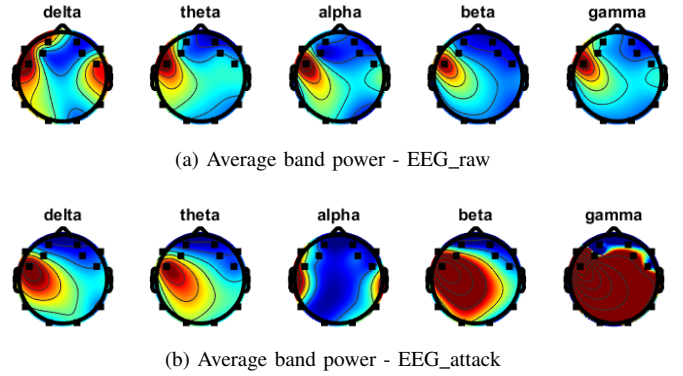 delta theta alpha beta gamma
(a) Average band power - EEG_raw
delta theta alpha beta gamma
(b) Average band power - EEG_attack